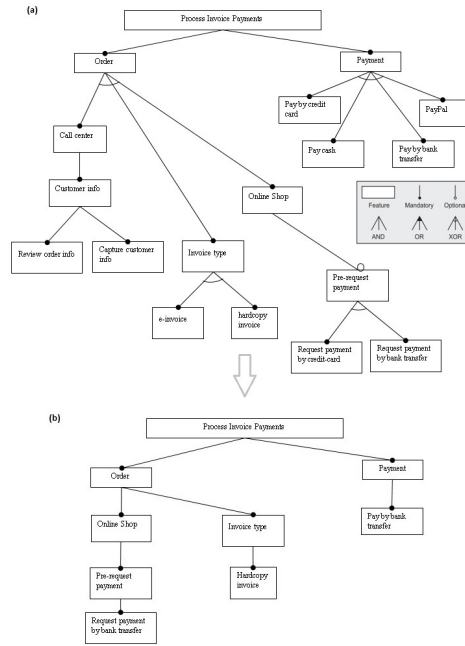 (a)
Process Invoice Payments
Order
Payment
Pay by credit
card
PayPal
Pay cash
Pay by bank
transfer
Call center
Customer info
Online Shop
Feature
Mandatory
Optional
AND
OR
XOR
Review order info
Capture customer
info
Invoice type
Pre-request
payment
e-invoice
hardcopy
invoice
Request payment
by credit-card
Request payment
by bank transfer
(b)
Process Invoice Payments
Order
Payment
Online Shop
Invoice type
Pay by bank
transfer
Pre-request
payment
Hardcopy
invoice
Request payment
by bank transfer